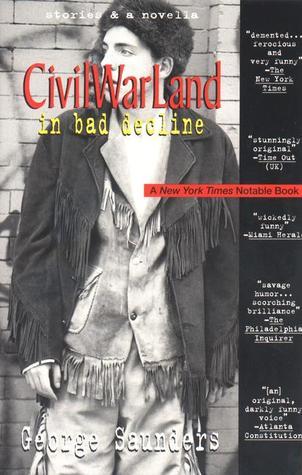 stories & a novella
CivilWarLand
in bad decline
"demented...
ferocious
and
very funny"
—The
New York
Times
"stunningly
original"
—Time Out
(UK)
A New York Times Notable Book
"wickedly
funny"
—Miami Herald
"savage
humor...
scorching
brilliance"
—The
Philadelphia
Inquirer
"[an]
original,
darkly funny
voice"
—Atlanta
Constitution
George Saunders